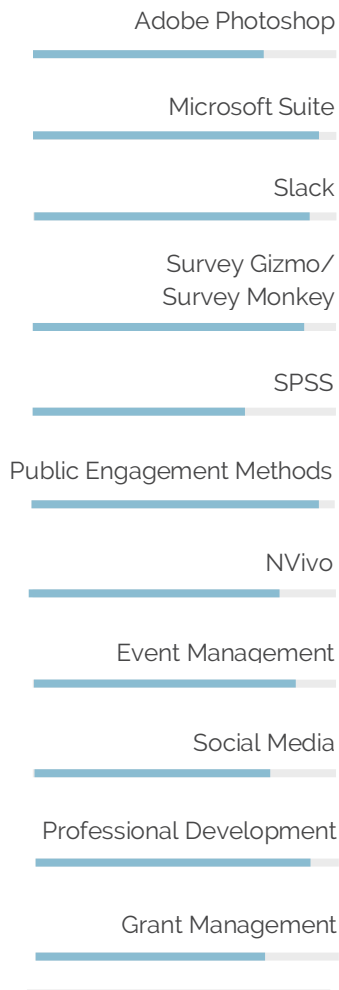 Adobe Photoshop
Microsoft Suite
Slack
Survey Gizmo/
Survey Monkey
SPSS
Public Engagement Methods
NVivo
Event Management
Social Media
Professional Development
Grant Management